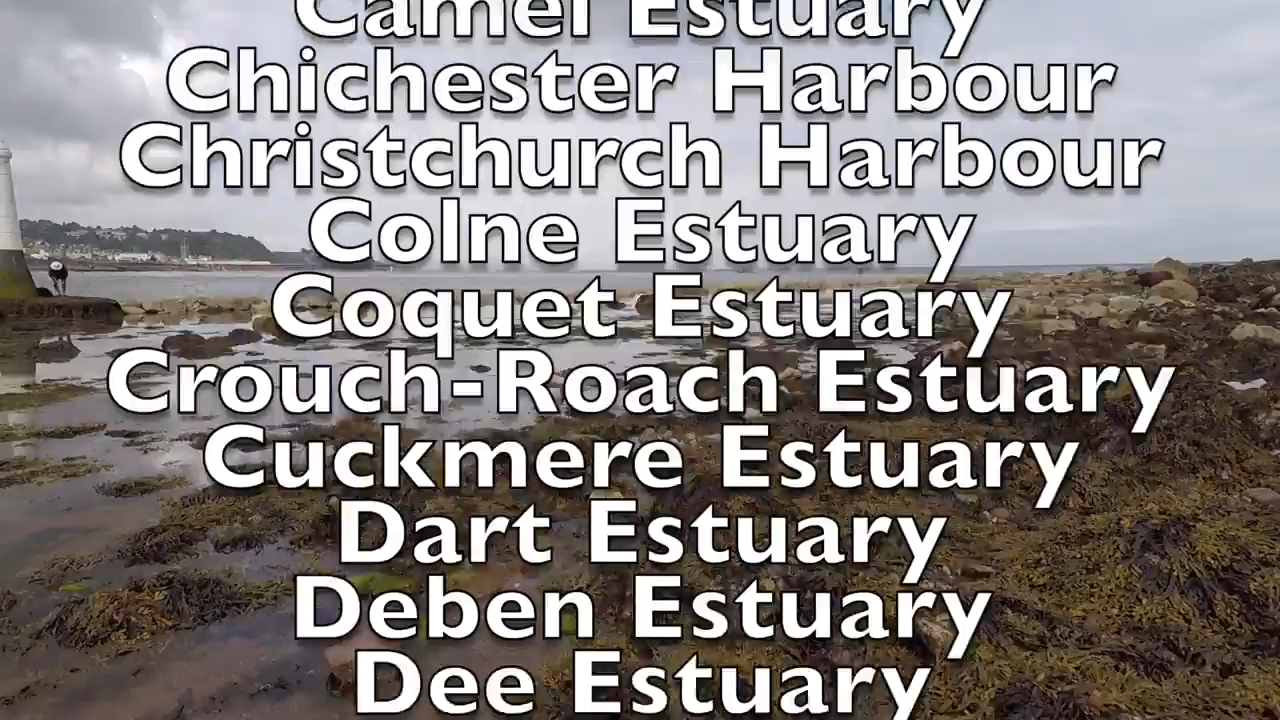 Camel Estuary
Chichester Harbour
Christchurch Harbour
Colne Estuary
Coquet Estuary
Crouch-Roach Estuary
Cuckmere Estuary
Dart Estuary
Deben Estuary
Dee Estuary